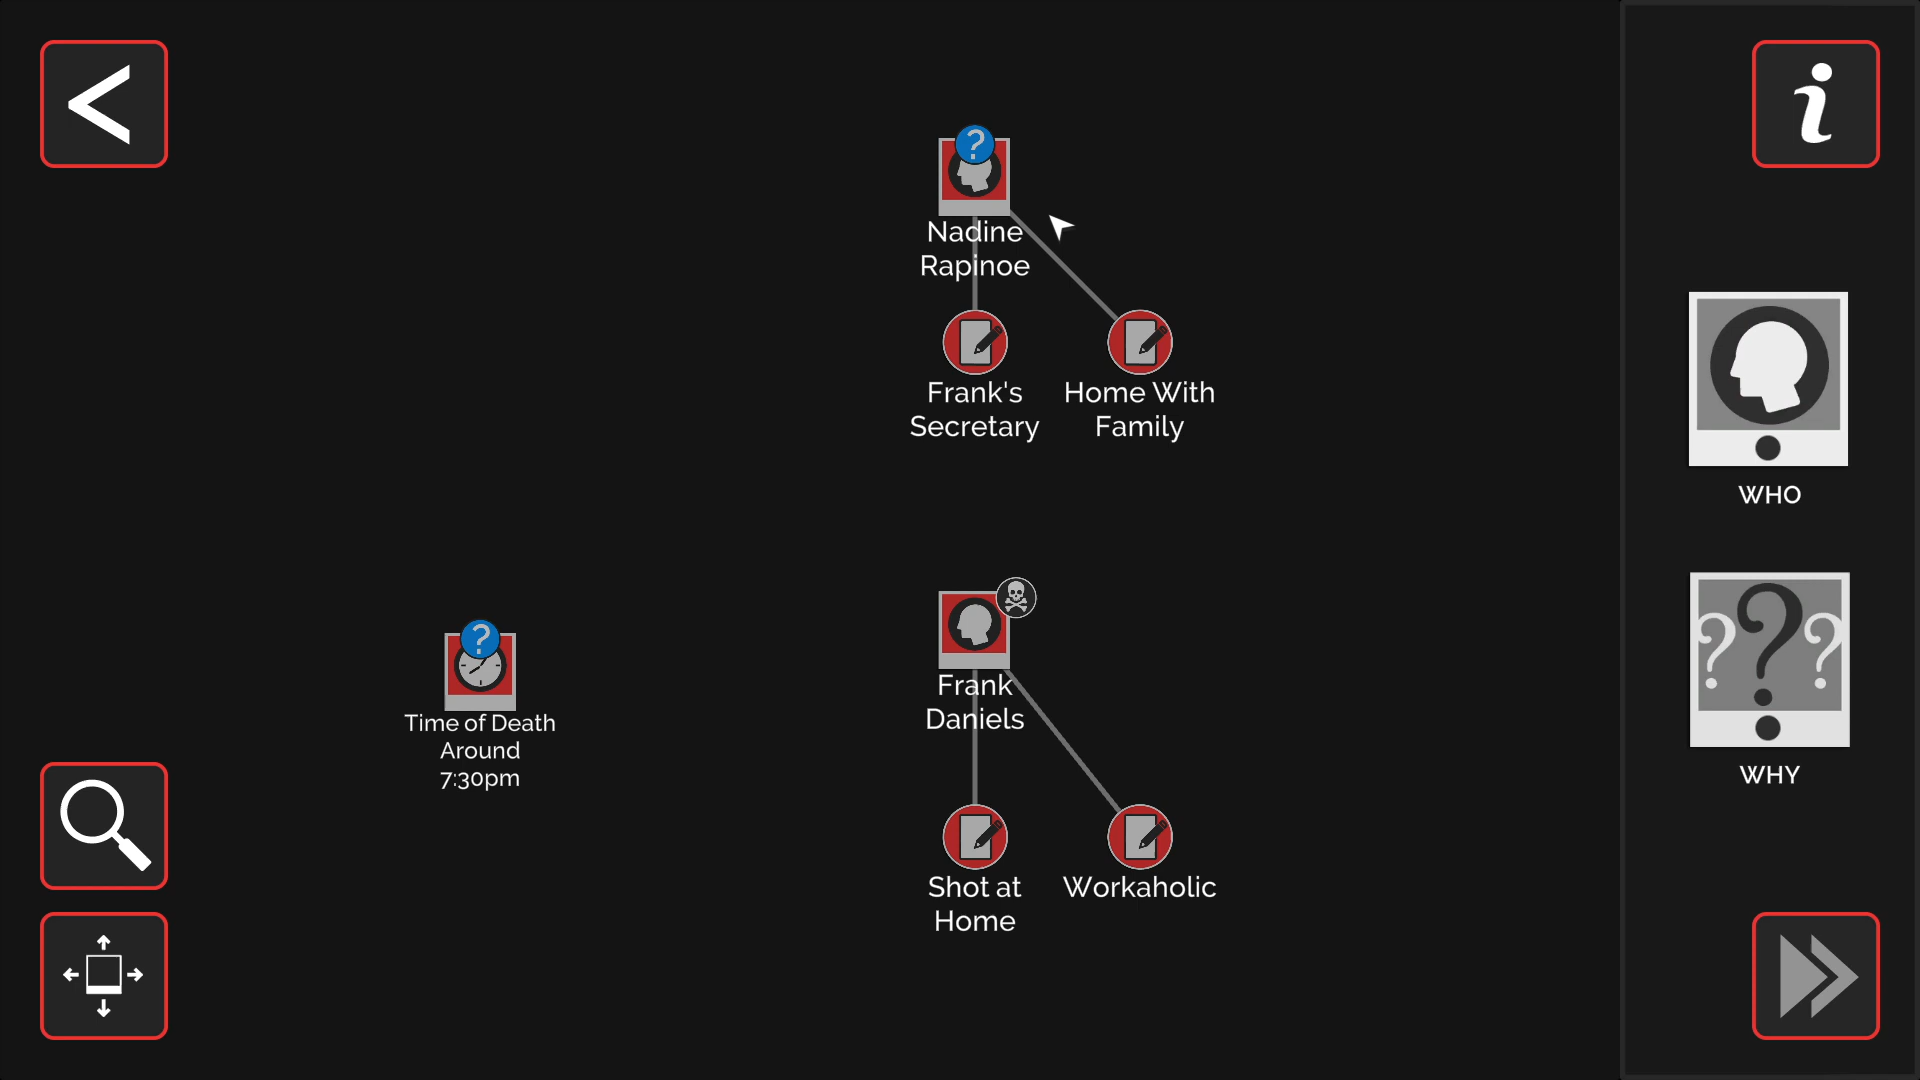 Nadine
Rapinoe
Frank's
Secretary
Home With
Family
WHO
Time of Death
Around
7:30pm
Frank
Daniels
WHY
Shot at
Home
Workaholic